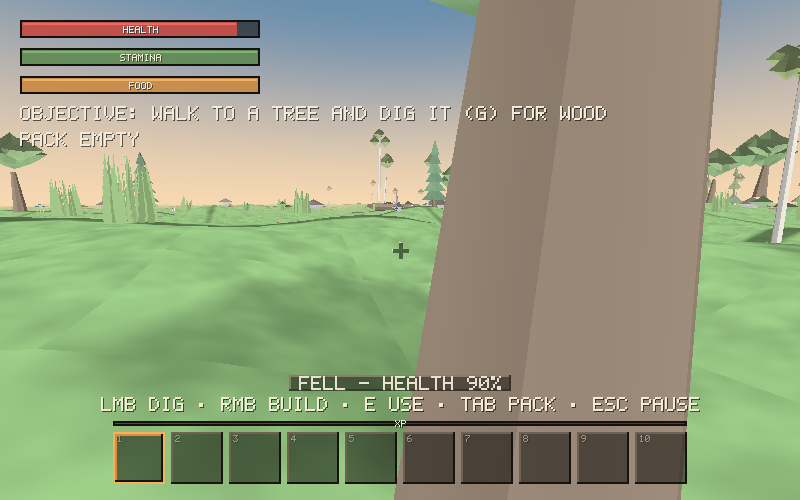 HEALTH
STAMINA
FOOD
OBJECTIVE: WALK TO A TREE AND DIG IT (G) FOR WOOD
PACK EMPTY
FELL - HEALTH 90%
LMB DIG · RMB BUILD · E USE · TAB PACK · ESC PAUSE
XP
1 2 3 4 5 6 7 8 9 10